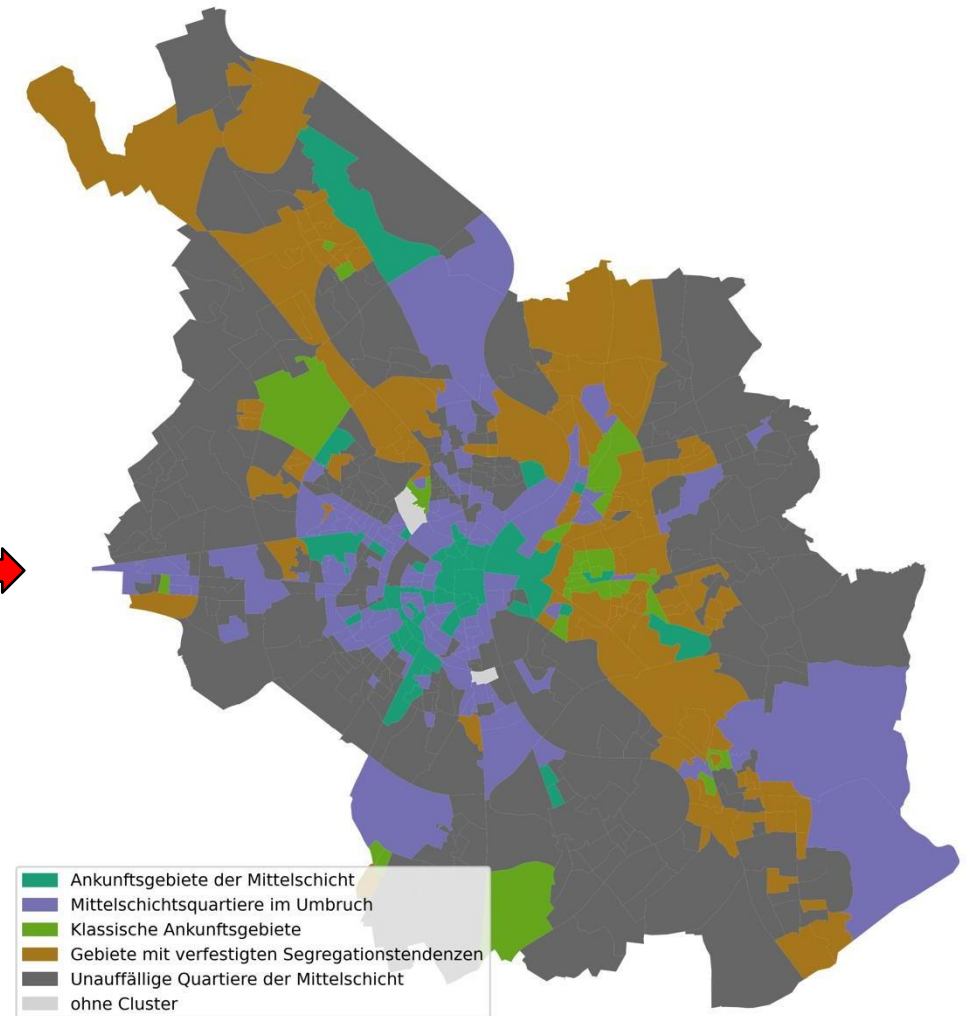 Ankunftsgebiete der Mittelschicht
Mittelschichtsquartiere im Umbruch
Klassische Ankunftsgebiete
Gebiete mit verfestigten Segregationstendenzen
Unauffällige Quartiere der Mittelschicht
ohne Cluster